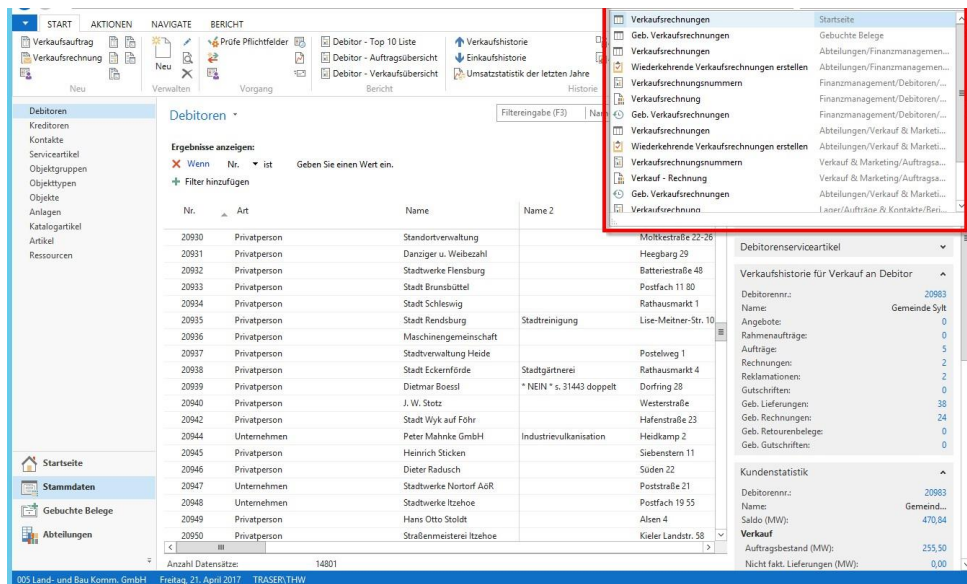 START AKTIONEN NAVIGATE BERICHT
Verkaufsauftrag
Verkaufsrechnung
Neu
Neu
Verwalten
Prüfe Pflichtfelder
Vorgang
Debitor - Top 10 Liste
Debitor - Auftragsübersicht
Debitor - Verkaufsübersicht
Bericht
Verkaufshistorie
Einkaufshistorie
Umsatzstatistik der letzten Jahre
Historie
Verkaufsrechnungen Startseite
Geb. Verkaufsrechnungen Gebuchte Belege
Verkaufsrechnungen Abteilungen/Finanzmanagemen...
Wiederkehrende Verkaufsrechnungen erstellen Abteilungen/Finanzmanagemen...
Verkaufsrechnungsnummern Finanzmanagement/Debitoren/...
Verkaufsrechnung Finanzmanagement/Debitoren/...
Geb. Verkaufsrechnungen Finanzmanagement/Debitoren/...
Verkaufsrechnungen Abteilungen/Verkauf & Marketi...
Wiederkehrende Verkaufsrechnungen erstellen Abteilungen/Verkauf & Marketi...
Verkaufsrechnungsnummern Verkauf & Marketing/Auftragsa...
Verkauf - Rechnung Verkauf & Marketing/Auftragsa...
Geb. Verkaufsrechnungen Abteilungen/Verkauf & Marketi...
Verkaufsrechnung Lager/Aufträge & Kontakte/Beri...
Debitoren
Kreditoren
Kontakte
Serviceartikel
Objektgruppen
Objekttypen
Objekte
Anlagen
Katalogartikel
Artikel
Ressourcen
Startseite
Stammdaten
Gebuchte Belege
Abteilungen
Debitoren
Filtereingabe (F3)
Ergebnisse anzeigen:
Wenn Nr. ist Geben Sie einen Wert ein.
Filter hinzufügen
Nr. Art Name Name 2
20930 Privatperson Standortverwaltung Moltkestraße 22-26
20931 Privatperson Danziger u. Weibezahl Heegbarg 29
20932 Privatperson Stadtwerke Flensburg Batteriestraße 48
20933 Privatperson Stadt Brunsbüttel Postfach 11 80
20934 Privatperson Stadt Schleswig Rathausmarkt 1
20935 Privatperson Stadt Rendsburg Stadtreinigung Lise-Meitner-Str. 10
20936 Privatperson Maschinengemeinschaft
20937 Privatperson Stadtverwaltung Heide Postelweg 1
20938 Privatperson Stadt Eckernförde Stadtgärtnerei Rathausmarkt 4
20939 Privatperson Dietmar Boessl * NEIN * s. 31443 doppelt Dorfring 28
20940 Privatperson J. W. Stotz Westerstraße
20942 Privatperson Stadt Wyk auf Föhr Hafenstraße 23
20944 Unternehmen Peter Mahnke GmbH Industrievulkanisation Heidkamp 2
20945 Privatperson Heinrich Sticken Siebenstern 11
20946 Privatperson Dieter Radusch Süden 22
20947 Unternehmen Stadtwerke Nortorf AöR Poststraße 21
20948 Unternehmen Stadtwerke Itzehoe Postfach 19 55
20949 Privatperson Hans Otto Stoldt Alsen 4
20950 Privatperson Straßenmeisterei Itzehoe Kieler Landstr. 58
Anzahl Datensätze: 14801
Debitorenserviceartikel
Verkaufshistorie für Verkauf an Debitor
Debitorennr.: 20983
Name: Gemeinde Sylt
Angebote: 0
Rahmenaufträge: 0
Aufträge: 5
Rechnungen: 2
Reklamationen: 2
Gutschriften: 0
Geb. Lieferungen: 38
Geb. Rechnungen: 24
Geb. Retourenbelege: 0
Geb. Gutschriften: 0
Kundenstatistik
Debitorennr.: 20983
Name: Gemeind...
Saldo (MW): 470,84
Verkauf
Auftragsbestand (MW): 255,50
Nicht fakt. Lieferungen (MW): 0,00
005 Land- und Bau Komm. GmbH Freitag, 21. April 2017 TRASER\THW